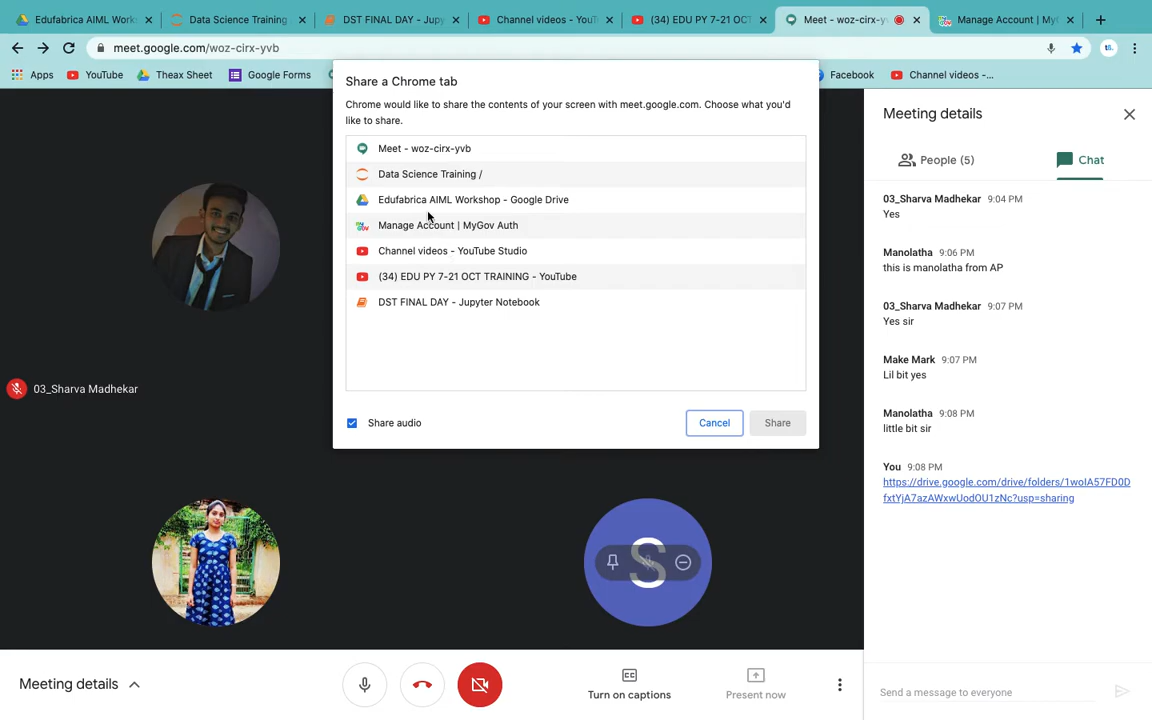 Edufabrica AIML Works
Data Science Training
DST FINAL DAY - Jupy
Channel videos - YouT
(34) EDU PY 7-21 OCT
Meet - woz-cirx-yv
Manage Account | My
meet.google.com/woz-cirx-yvb
Apps
YouTube
Theax Sheet
Google Forms
Facebook
Channel videos -...
Share a Chrome tab
Chrome would like to share the contents of your screen with meet.google.com. Choose what you'd
like to share.
Meet - woz-cirx-yvb
Data Science Training /
Edufabrica AIML Workshop - Google Drive
Manage Account | MyGov Auth
Channel videos - YouTube Studio
(34) EDU PY 7-21 OCT TRAINING - YouTube
DST FINAL DAY - Jupyter Notebook
Share audio
Cancel
Share
03_Sharva Madhekar
S
Meeting details
Turn on captions
Present now
Meeting details
People (5)
Chat
03_Sharva Madhekar 9:04 PM
Yes
Manolatha 9:06 PM
this is manolatha from AP
03_Sharva Madhekar 9:07 PM
Yes sir
Make Mark 9:07 PM
Lil bit yes
Manolatha 9:08 PM
little bit sir
You 9:08 PM
https://drive.google.com/drive/folders/1woIA57FD0D
fxtYjA7azAWxwUodOU1zNc?usp=sharing
Send a message to everyone